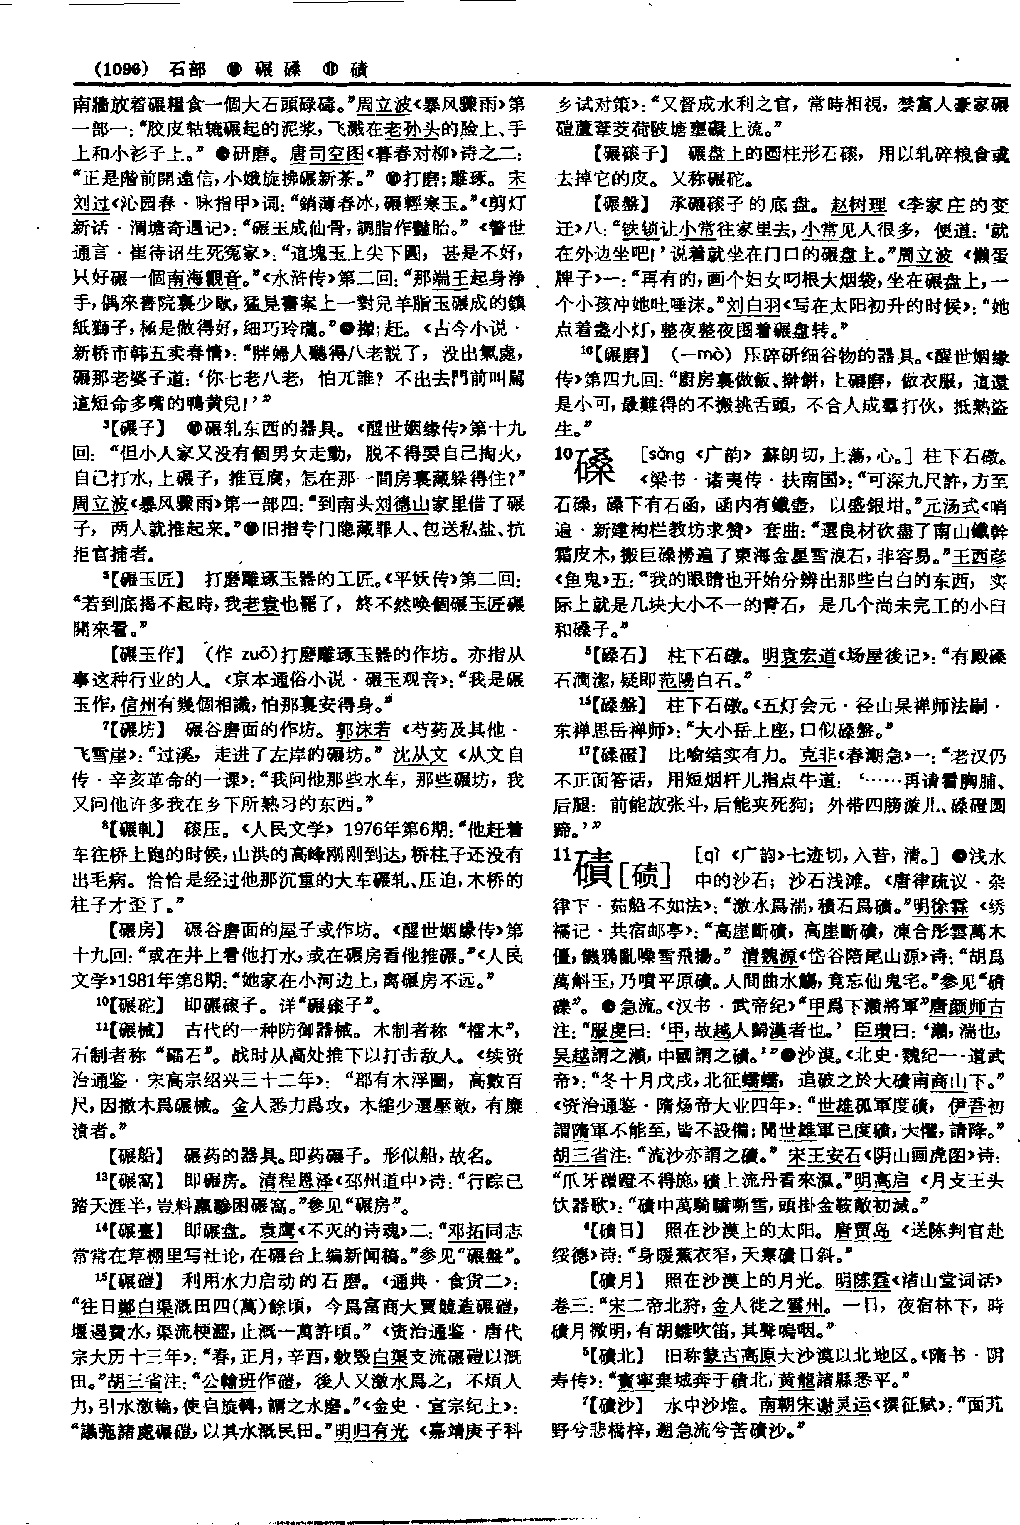 (1096) 石部 ⑩ 碾 磉 ⑪ 磧
南牆放着碾糧食一個大石頭碌碡。”周立波《暴风骤雨》第
一部一：“胶皮轱辘碾起的泥浆，飞溅在老孙头的脸上、手
上和小衫子上。” ❷研磨。唐司空图《暮春对柳》诗之二：
“正是階前開遠信，小娥旋拂碾新茶。” ❸打磨；雕琢。宋
刘过《沁园春·咏指甲》词：“銷薄春冰，碾輕寒玉。”《剪灯
新话·渭塘奇遇记》：“碾玉成仙骨，調脂作豔胎。”《警世
通言·崔待诏生死冤家》：“這塊玉上尖下圓，甚是不好，
只好碾一個南海觀音。”《水浒传》第二回：“那端王起身净
手，偶來書院裏少歇，猛見書案上一對兒羊脂玉碾成的鎮
紙獅子，極是做得好，細巧玲瓏。”❹撵；赶。《古今小说·
新桥市韩五卖春情》：“胖婦人聽得八老説了，没出氣處，
碾那老婆子道：‘你七老八老，怕兀誰？不出去門前叫駡
這短命多嘴的鴨黄兒！’”
³【碾子】 ❶碾轧东西的器具。《醒世姻缘传》第十九
回：“但小人家又没有個男女走動，脱不得要自己掏火，
自己打水，上碾子，推豆腐，怎在那一間房裏藏躲得住？”
周立波《暴风骤雨》第一部四：“到南头刘德山家里借了碾
子，两人就推起来。”❷旧指专门隐藏罪人、包送私盐、抗
拒官捕者。
⁵【碾玉匠】 打磨雕琢玉器的工匠。《平妖传》第二回：
“若到底揭不起時，我老袁也罷了，終不然唤個碾玉匠碾
開來看。”
【碾玉作】 （作 zuō）打磨雕琢玉器的作坊。亦指从
事这种行业的人。《京本通俗小说·碾玉观音》：“我是碾
玉作，信州有幾個相識，怕那裏安得身。”
⁷【碾坊】 碾谷磨面的作坊。郭沫若《芍药及其他·
飞雪崖》：“过溪，走进了左岸的碾坊。” 沈从文《从文自
传·辛亥革命的一课》：“我问他那些水车，那些碾坊，我
又问他许多我在乡下所熟习的东西。”
⁸【碾軋】 磙压。《人民文学》1976年第6期：“他赶着
车往桥上跑的时候，山洪的高峰刚刚到达，桥柱子还没有
出毛病。恰恰是经过他那沉重的大车碾轧、压迫，木桥的
柱子才歪了。”
【碾房】 碾谷磨面的屋子或作坊。《醒世姻缘传》第
十九回：“或在井上看他打水，或在碾房看他推碾。”《人民
文学》1981年第8期：“她家在小河边上，离碾房不远。”
¹⁰【碾砣】 即碾磙子。详“碾磙子”。
¹¹【碾械】 古代的一种防御器械。木制者称“檑木”，
石制者称“礌石”。战时从高处推下以打击敌人。《续资
治通鉴·宋高宗绍兴三十二年》：“郡有木浮圖，高數百
尺，因撤木爲碾械。金人悉力爲攻，木縋少選壓敵，有糜
潰者。”
【碾船】 碾药的器具。即药碾子。形似船，故名。
¹³【碾窩】 即碾房。清程恩泽《邳州道中》诗：“行踪已
踏天涯半，豈料羸驂困碾窩。”参见“碾房”。
¹⁴【碾臺】 即碾盘。袁鹰《不灭的诗魂》二：“邓拓同志
常常在草棚里写社论，在碾台上编新闻稿。”参见“碾盤”。
¹⁵【碾磑】 利用水力启动的石磨。《通典·食货二》：
“往日鄭白渠溉田四（萬）餘頃，今爲富商大賈競造碾磑，
堰遏費水，渠流梗澀，止溉一萬許頃。”《资治通鉴·唐代
宗大历十三年》：“春，正月，辛酉，敕毁白渠支流碾磑以溉
田。”胡三省注：“公輸班作磑，後人又激水爲之，不煩人
力，引水激輪，使自旋轉，謂之水磨。”《金史·宣宗纪上》：
“議弛諸處碾磑，以其水溉民田。”明归有光《嘉靖庚子科
乡试对策》：“又督成水利之官，常時相視，禁富人豪家碾
磑蘆葦茭荷陂塘壅礙上流。”
【碾磙子】 碾盘上的圆柱形石磙，用以轧碎粮食或
去掉它的皮。又称碾砣。
【碾盤】 承碾磙子的底盘。赵树理《李家庄的变
迁》八：“铁锁让小常往家里去，小常见人很多，便道：‘就
在外边坐吧！’说着就坐在门口的碾盘上。”周立波《懒蛋
牌子》一：“再有的，画个妇女叼根大烟袋，坐在碾盘上，一
个小孩冲她吐唾沫。”刘白羽《写在太阳初升的时候》：“她
点着盏小灯，整夜整夜围着碾盘转。”
¹⁶【碾磨】 （—mò）压碎研细谷物的器具。《醒世姻缘
传》第四九回：“廚房裏做飯、擀餅，上碾磨，做衣服，這還
是小可，最難得的不搬挑舌頭，不合人成羣打伙，抵熟盜
生。”
10磉 ［sǎng《广韵》蘇朗切，上蕩，心。］柱下石礅。
《梁书·诸夷传·扶南国》：“可深九尺許，方至
石磉，磉下有石函，函内有鐵壺，以盛銀坩。”元汤式《哨
遍·新建构栏教坊求赞》套曲：“選良材砍盡了南山鐵幹
霜皮木，搬巨磉撈遍了東海金星雪浪石，非容易。”王西彦
《鱼鬼》五：“我的眼睛也开始分辨出那些白白的东西，实
际上就是几块大小不一的青石，是几个尚未完工的小臼
和磉子。”
⁵【磉石】 柱下石礅。明袁宏道《场屋後记》：“有殿磉
石潤潔，疑即范陽白石。”
¹⁵【磉盤】 柱下石礅。《五灯会元·径山杲禅师法嗣·
东禅思岳禅师》：“大小岳上座，口似磉盤。”
¹⁷【磉磴】 比喻结实有力。克非《春潮急》一：“老汉仍
不正面答话，用短烟杆儿指点牛道：‘……再请看胸脯、
后腿：前能放张斗，后能夹死狗；外带四膀漩儿、磉磴圆
蹄。’”
11磧［碛］ ［qì《广韵》七迹切，入昔，清。］❶浅水
中的沙石；沙石浅滩。《唐律疏议·杂
律下·茹船不如法》：“激水爲湍，積石爲磧。”明徐霖《绣
襦记·共宿邮亭》：“高崖斷磧，高崖斷磧，凍合彤雲萬木
僵，饑鴉亂噪雪飛揚。” 清魏源《岱谷陪尾山源》诗：“胡爲
萬斛玉，乃噴平原磧。人間曲水觴，竟忘仙鬼宅。”参见“磧
礫”。 ❷急流。《汉书·武帝纪》“甲爲下瀨將軍”唐颜师古
注：“服虔曰：‘甲，故越人歸漢者也。’臣瓚曰：‘瀨，湍也，
吴越謂之瀨，中國謂之磧。’”❸沙漠。《北史·魏纪一·道武
帝》：“冬十月戊戌，北征蠕蠕，追破之於大磧南商山下。”
《资治通鉴·隋炀帝大业四年》：“世雄孤軍度磧，伊吾初
謂隋軍不能至，皆不設備；聞世雄軍已度磧，大懼，請降。”
胡三省注：“流沙亦謂之磧。” 宋王安石《阴山画虎图》诗：
“爪牙蹭蹬不得施，磧上流丹看來溼。”明高启《月支王头
饮器歌》：“磧中萬騎驕嘶雪，頭掛金鞍敵初滅。”
⁴【磧日】 照在沙漠上的太阳。唐贾岛《送陈判官赴
绥德》诗：“身暖蕉衣窄，天寒磧日斜。”
【磧月】 照在沙漠上的月光。明陈霆《渚山堂词话》
卷三：“宋二帝北狩，金人徙之雲州。一日，夜宿林下，時
磧月微明，有胡雛吹笛，其聲嗚咽。”
⁵【磧北】 旧称蒙古高原大沙漠以北地区。《隋书·阴
寿传》：“寶寧棄城奔于磧北，黄龍諸縣悉平。”
⁷【磧沙】 水中沙堆。南朝宋谢灵运《撰征赋》：“面艽
野兮悲橋梓，遡急流兮苦磧沙。”